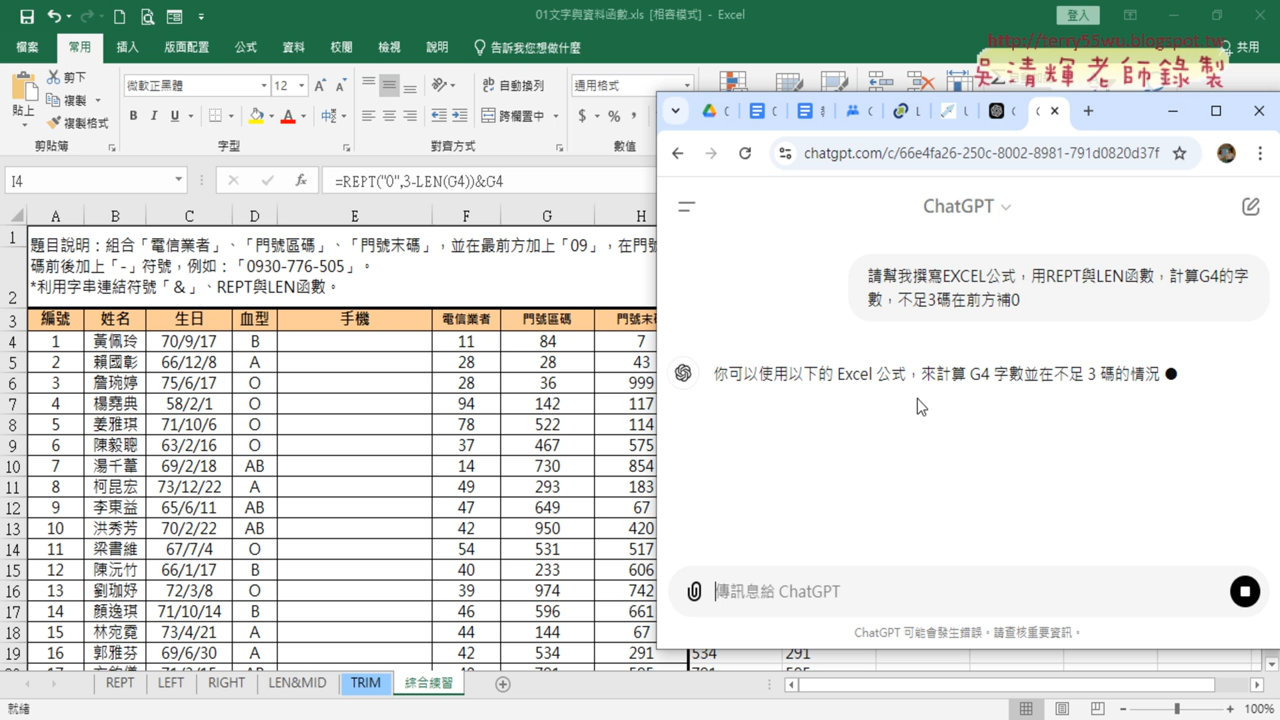 01文字與資料函數.xls [相容模式] - Excel
登入
檔案
常用
插入
版面配置
公式
資料
校閱
檢視
說明
告訴我您想做什麼
共用
http://terry55wu.blogspot.tw
吳清輝老師錄製
貼上
剪下
複製
複製格式
剪貼簿
微軟正黑體
12
B I U
字型
自動換列
跨欄置中
對齊方式
通用格式
$ % ,
數值
I4
fx
=REPT("0",3-LEN(G4))&G4
A B C D E F G H
1 題目說明：組合「電信業者」、「門號區碼」、「門號末碼」，並在最前方加上「09」，在門號
碼前後加上「-」符號，例如：「0930-776-505」。
2 *利用字串連結符號「&」、REPT與LEN函數。
3 編號 姓名 生日 血型 手機 電信業者 門號區碼 門號末
4 1 黃佩玲 70/9/17 B 11 84 7
5 2 賴國彰 66/12/8 A 28 28 43
6 3 詹琬婷 75/6/17 O 28 36 999
7 4 楊堯典 58/2/1 O 94 142 117
8 5 姜雅琪 71/10/6 O 78 522 114
9 6 陳毅聰 63/2/16 O 37 467 575
10 7 湯千蕙 69/2/18 AB 14 730 854
11 8 柯昆宏 73/12/22 A 49 293 183
12 9 李東益 65/6/11 AB 47 649 67
13 10 洪秀芳 70/2/22 AB 42 950 420
14 11 梁書維 67/7/4 O 54 531 517
15 12 陳沅竹 66/1/17 B 40 233 606
16 13 劉珈妤 72/3/8 O 39 974 742
17 14 顏逸琪 71/10/14 B 46 596 661
18 15 林宛霓 73/4/21 A 44 144 67
19 16 郭雅芬 69/6/30 A 42 534 291 534 291
REPT
LEFT
RIGHT
LEN&MID
TRIM
綜合練習
就緒
100%
chatgpt.com/c/66e4fa26-250c-8002-8981-791d0820d37f
ChatGPT
請幫我撰寫EXCEL公式，用REPT與LEN函數，計算G4的字
數，不足3碼在前方補0
你可以使用以下的 Excel 公式，來計算 G4 字數並在不足 3 碼的情況
傳訊息給 ChatGPT
ChatGPT 可能會發生錯誤。請查核重要資訊。